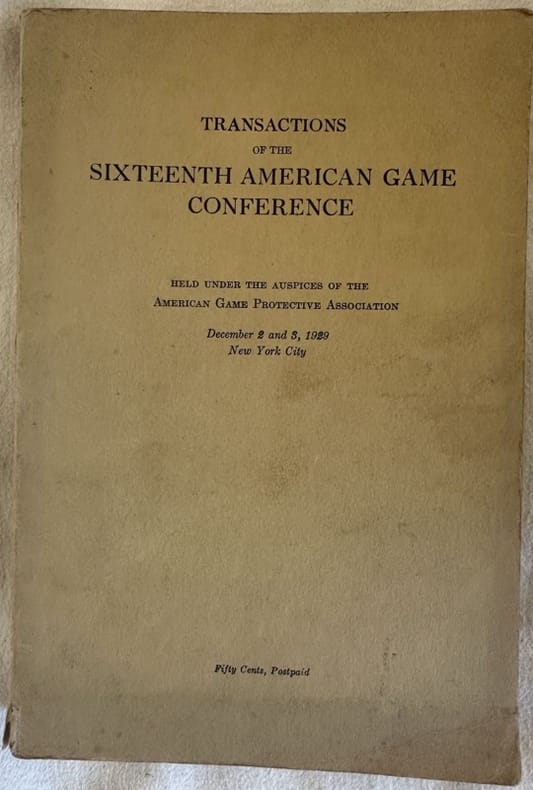 TRANSACTIONS
OF THE
SIXTEENTH AMERICAN GAME
CONFERENCE
HELD UNDER THE AUSPICES OF THE
AMERICAN GAME PROTECTIVE ASSOCIATION
December 2 and 3, 1929
New York City
Fifty Cents, Postpaid